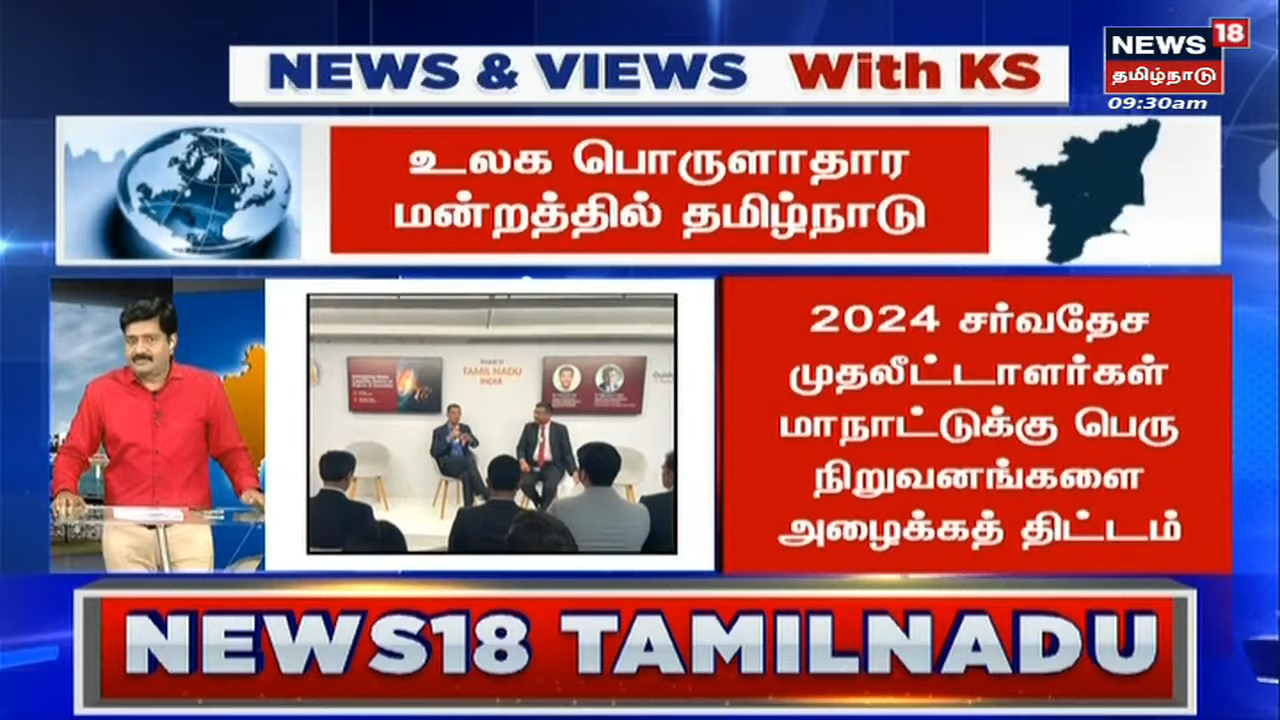 NEWS & VIEWS With KS
NEWS 18
தமிழ்நாடு
09:30am
உலக பொருளாதார
மன்றத்தில் தமிழ்நாடு
TAMIL NADU
INDIA
2024 சர்வதேச
முதலீட்டாளர்கள்
மாநாட்டுக்கு பெரு
நிறுவனங்களை
அழைக்கத் திட்டம்
NEWS18 TAMILNADU